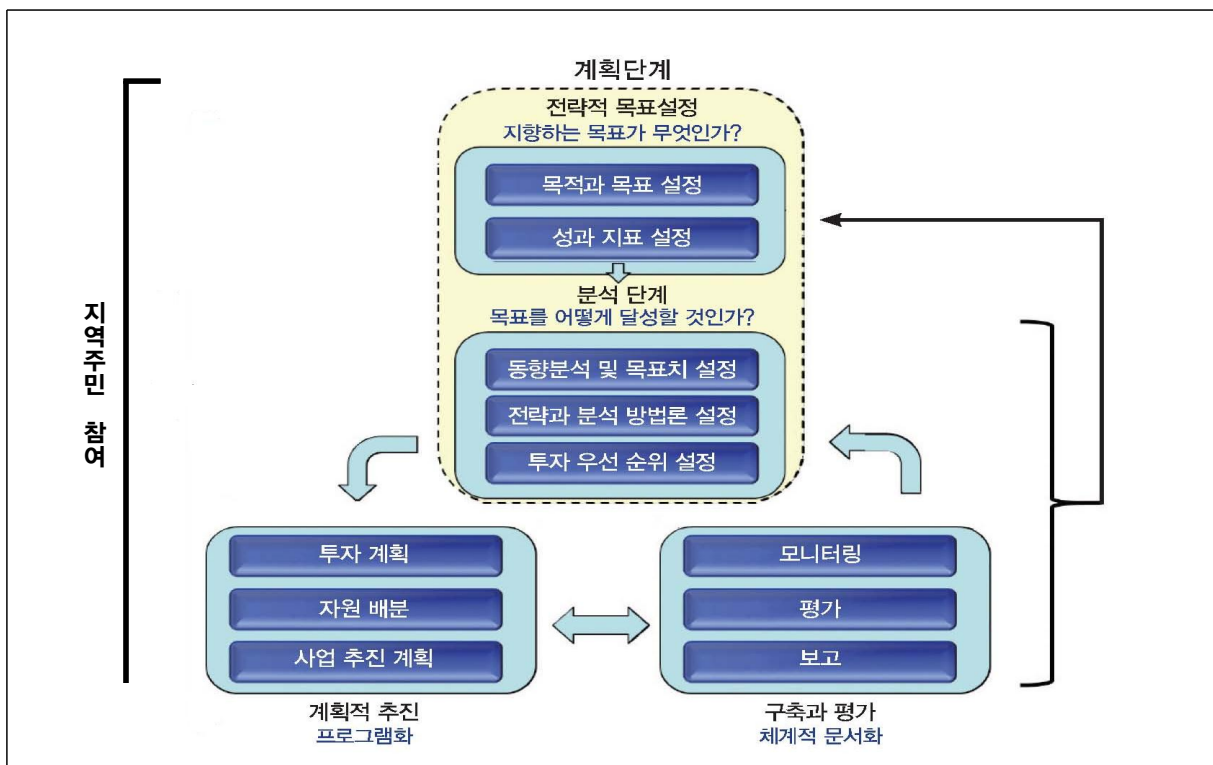 계획단계
전략적 목표설정
지향하는 목표가 무엇인가?
목적과 목표 설정
성과 지표 설정
분석 단계
목표를 어떻게 달성할 것인가?
동향분석 및 목표치 설정
전략과 분석 방법론 설정
투자 우선 순위 설정
지역주민 참여
투자 계획
자원 배분
사업 추진 계획
계획적 추진
프로그램화
모니터링
평가
보고
구축과 평가
체계적 문서화